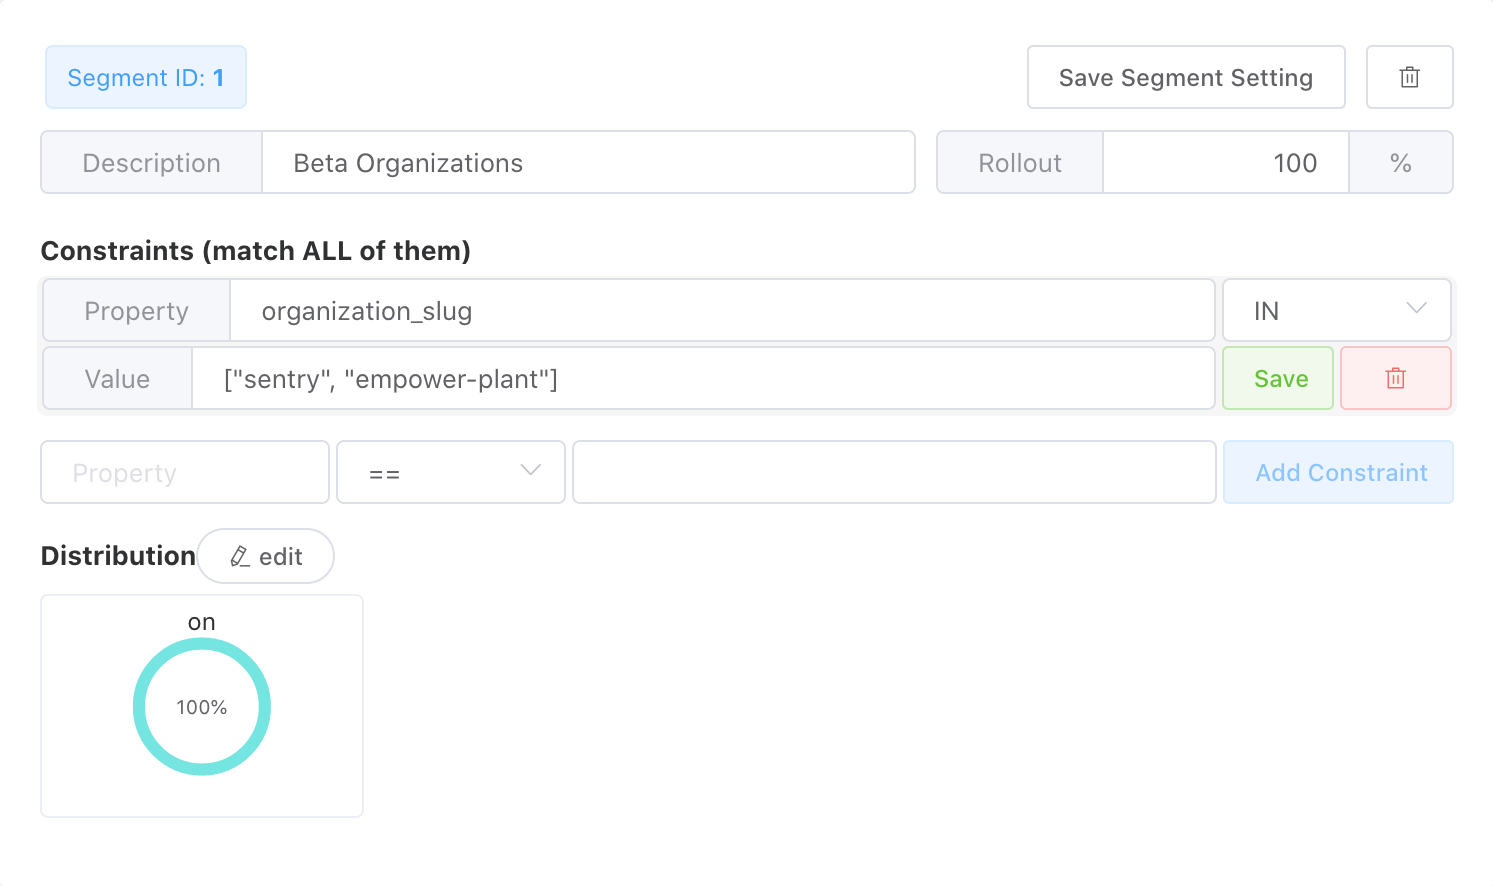 Segment ID: 1
Save Segment Setting
Description Beta Organizations
Rollout 100 %
Constraints (match ALL of them)
Property organization_slug IN
Value ["sentry", "empower-plant"] Save
Property == Add Constraint
Distribution edit
on
100%